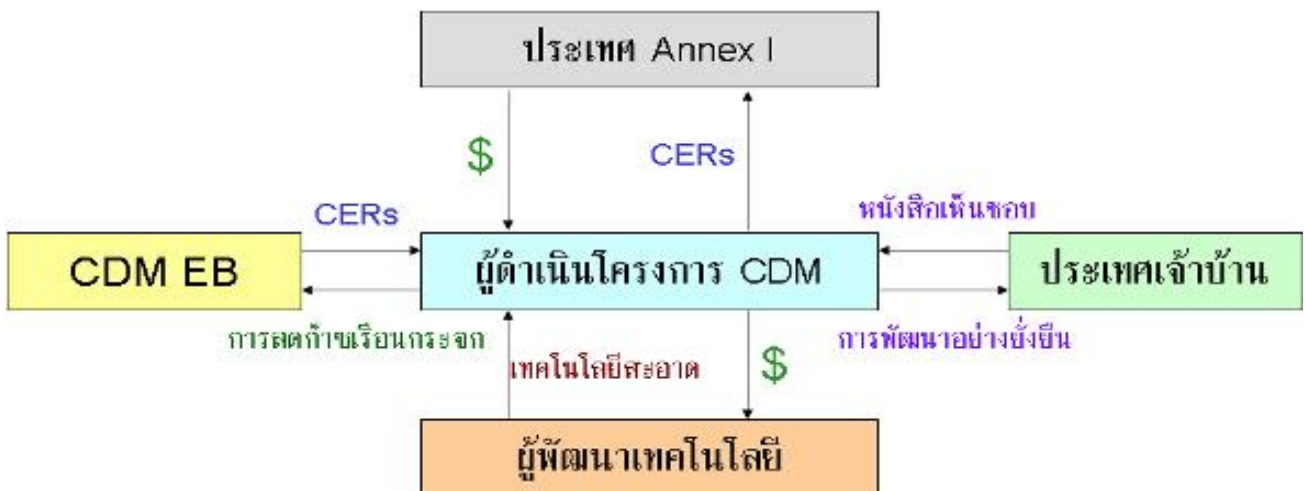 ประเทศ Annex I
$
CERs
CERs
หนังสือเห็นชอบ
CDM EB
ผู้ดำเนินโครงการ CDM
ประเทศเจ้าบ้าน
การลดก๊าซเรือนกระจก
การพัฒนาอย่างยั่งยืน
เทคโนโลยีสะอาด
$
ผู้พัฒนาเทคโนโลยี